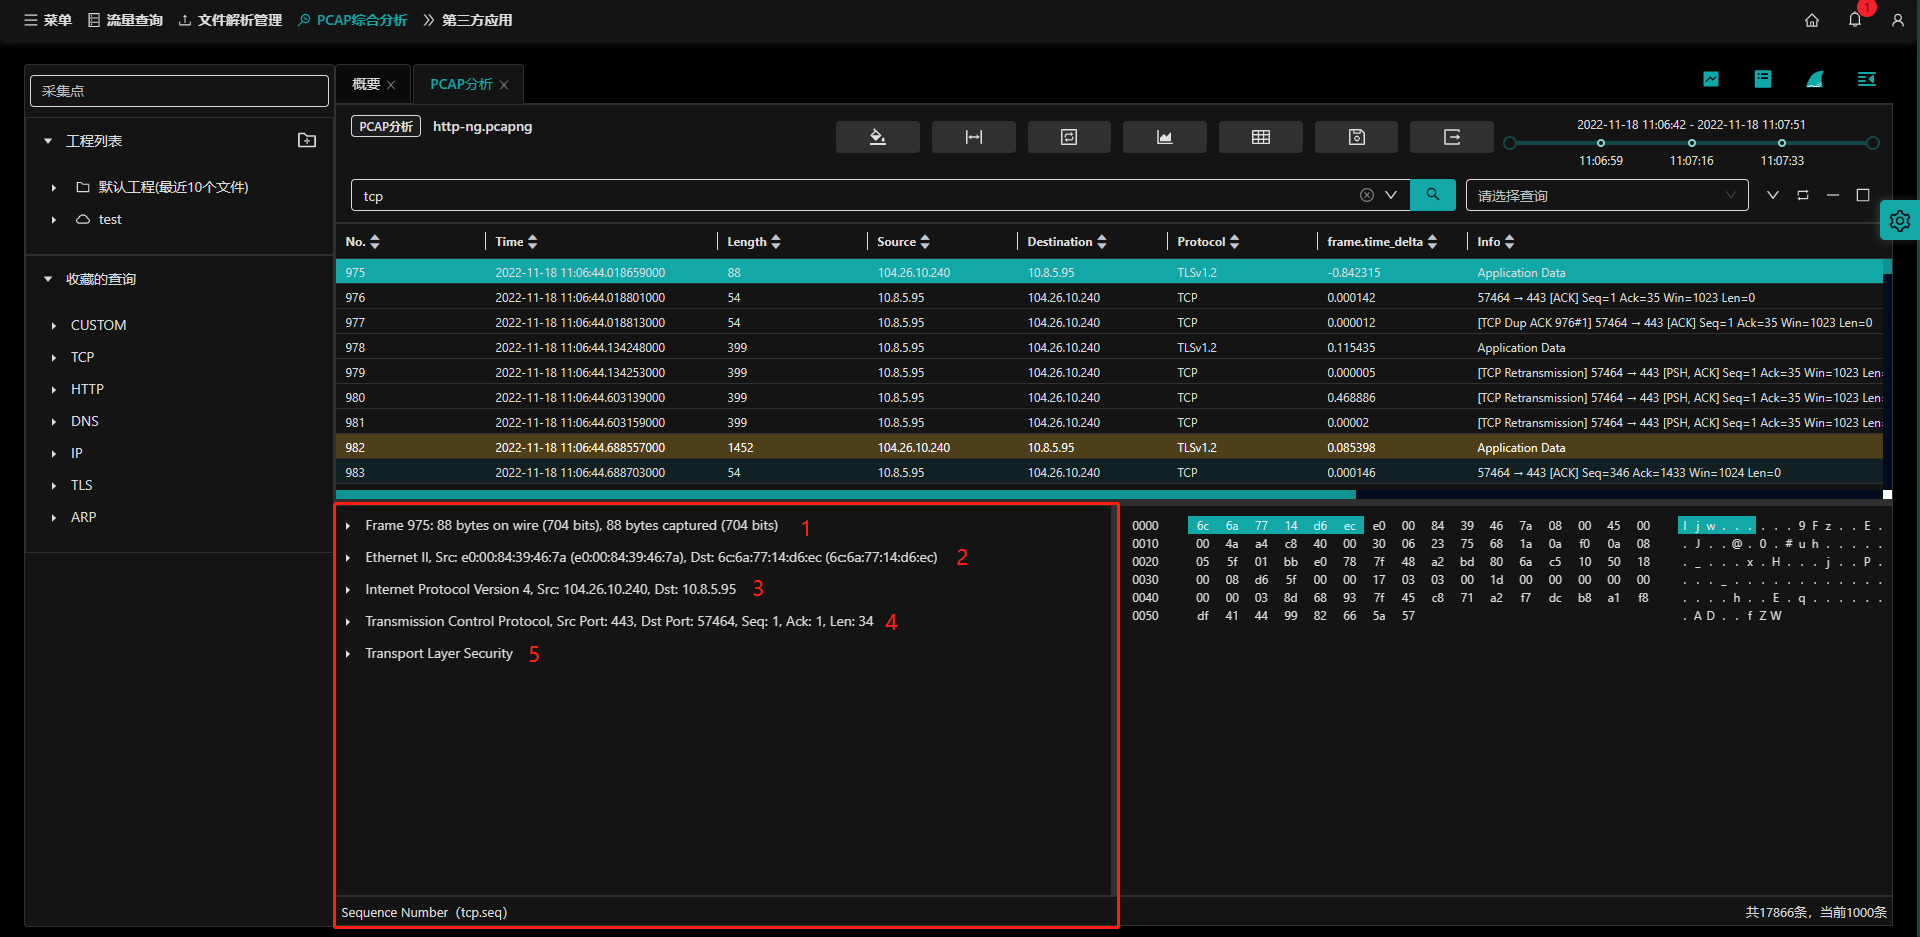 菜单 流量查询 文件解析管理 PCAP综合分析 第三方应用 1
采集点
工程列表
默认工程(最近10个文件)
test
收藏的查询
CUSTOM
TCP
HTTP
DNS
IP
TLS
ARP
概要 PCAP分析
PCAP分析 http-ng.pcapng
2022-11-18 11:06:42 - 2022-11-18 11:07:51
11:06:59 11:07:16 11:07:33
tcp 请选择查询
No. Time Length Source Destination Protocol frame.time_delta Info
975 2022-11-18 11:06:44.018659000 88 104.26.10.240 10.8.5.95 TLSv1.2 -0.842315 Application Data
976 2022-11-18 11:06:44.018801000 54 10.8.5.95 104.26.10.240 TCP 0.000142 57464 → 443 [ACK] Seq=1 Ack=35 Win=1023 Len=0
977 2022-11-18 11:06:44.018813000 54 10.8.5.95 104.26.10.240 TCP 0.000012 [TCP Dup ACK 976#1] 57464 → 443 [ACK] Seq=1 Ack=35 Win=1023 Len=0
978 2022-11-18 11:06:44.134248000 399 10.8.5.95 104.26.10.240 TLSv1.2 0.115435 Application Data
979 2022-11-18 11:06:44.134253000 399 10.8.5.95 104.26.10.240 TCP 0.000005 [TCP Retransmission] 57464 → 443 [PSH, ACK] Seq=1 Ack=35 Win=1023 Len
980 2022-11-18 11:06:44.603139000 399 10.8.5.95 104.26.10.240 TCP 0.468886 [TCP Retransmission] 57464 → 443 [PSH, ACK] Seq=1 Ack=35 Win=1023 Len
981 2022-11-18 11:06:44.603159000 399 10.8.5.95 104.26.10.240 TCP 0.00002 [TCP Retransmission] 57464 → 443 [PSH, ACK] Seq=1 Ack=35 Win=1023 Len
982 2022-11-18 11:06:44.688557000 1452 104.26.10.240 10.8.5.95 TLSv1.2 0.085398 Application Data
983 2022-11-18 11:06:44.688703000 54 10.8.5.95 104.26.10.240 TCP 0.000146 57464 → 443 [ACK] Seq=346 Ack=1433 Win=1024 Len=0
Frame 975: 88 bytes on wire (704 bits), 88 bytes captured (704 bits) 1
Ethernet II, Src: e0:00:84:39:46:7a (e0:00:84:39:46:7a), Dst: 6c:6a:77:14:d6:ec (6c:6a:77:14:d6:ec) 2
Internet Protocol Version 4, Src: 104.26.10.240, Dst: 10.8.5.95 3
Transmission Control Protocol, Src Port: 443, Dst Port: 57464, Seq: 1, Ack: 1, Len: 34 4
Transport Layer Security 5
0000 6c 6a 77 14 d6 ec e0 00 84 39 46 7a 08 00 45 00 l j w . . . . . . 9 F z . . E .
0010 00 4a a4 c8 40 00 30 06 23 75 68 1a 0a f0 0a 08 . J . . @ . 0 . # u h . . . . .
0020 05 5f 01 bb e0 78 7f 48 a2 bd 80 6a c5 10 50 18 . _ . . . x . H . . . j . . P .
0030 00 08 d6 5f 00 00 17 03 03 00 1d 00 00 00 00 00 . . . _ . . . . . . . . . . . .
0040 00 00 03 8d 68 93 7f 45 c8 71 a2 f7 dc b8 a1 f8 . . . . h . . E . q . . . . . .
0050 df 41 44 99 82 66 5a 57 . A D . . f Z W
Sequence Number (tcp.seq)
共17866条, 当前1000条